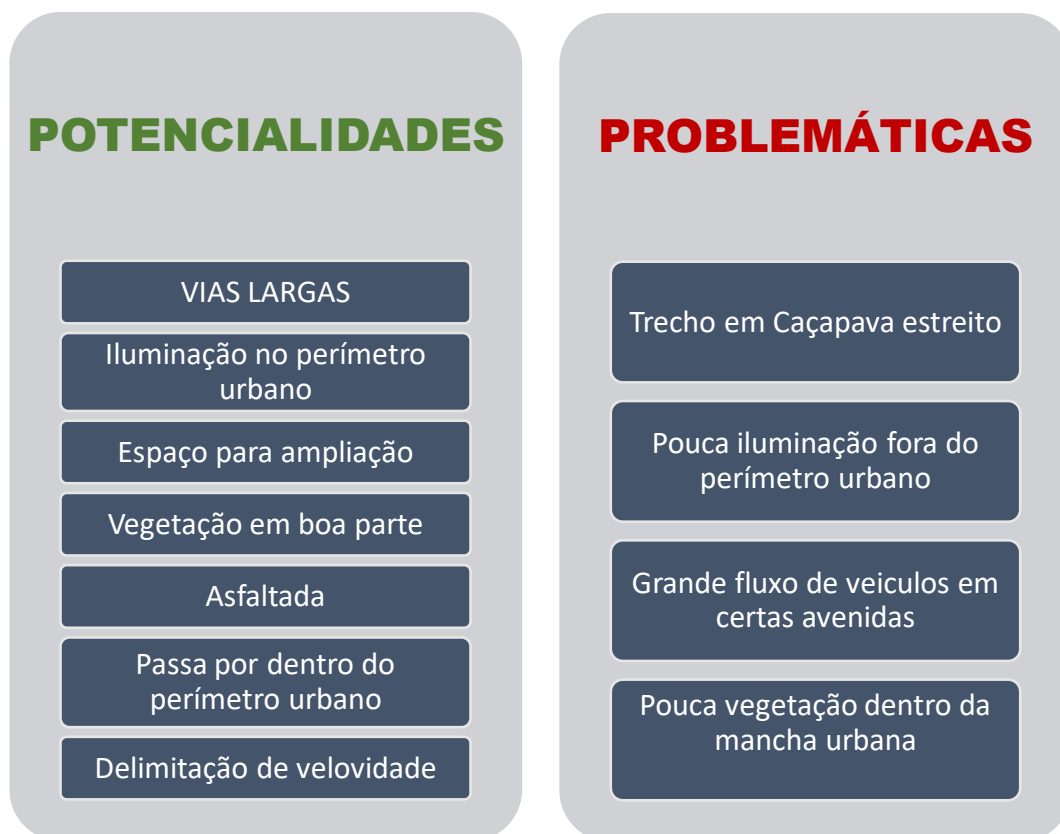 POTENCIALIDADES
VIAS LARGAS
Iluminação no perímetro
urbano
Espaço para ampliação
Vegetação em boa parte
Asfaltada
Passa por dentro do
perímetro urbano
Delimitação de velovidade
PROBLEMÁTICAS
Trecho em Caçapava estreito
Pouca iluminação fora do
perímetro urbano
Grande fluxo de veiculos em
certas avenidas
Pouca vegetação dentro da
mancha urbana